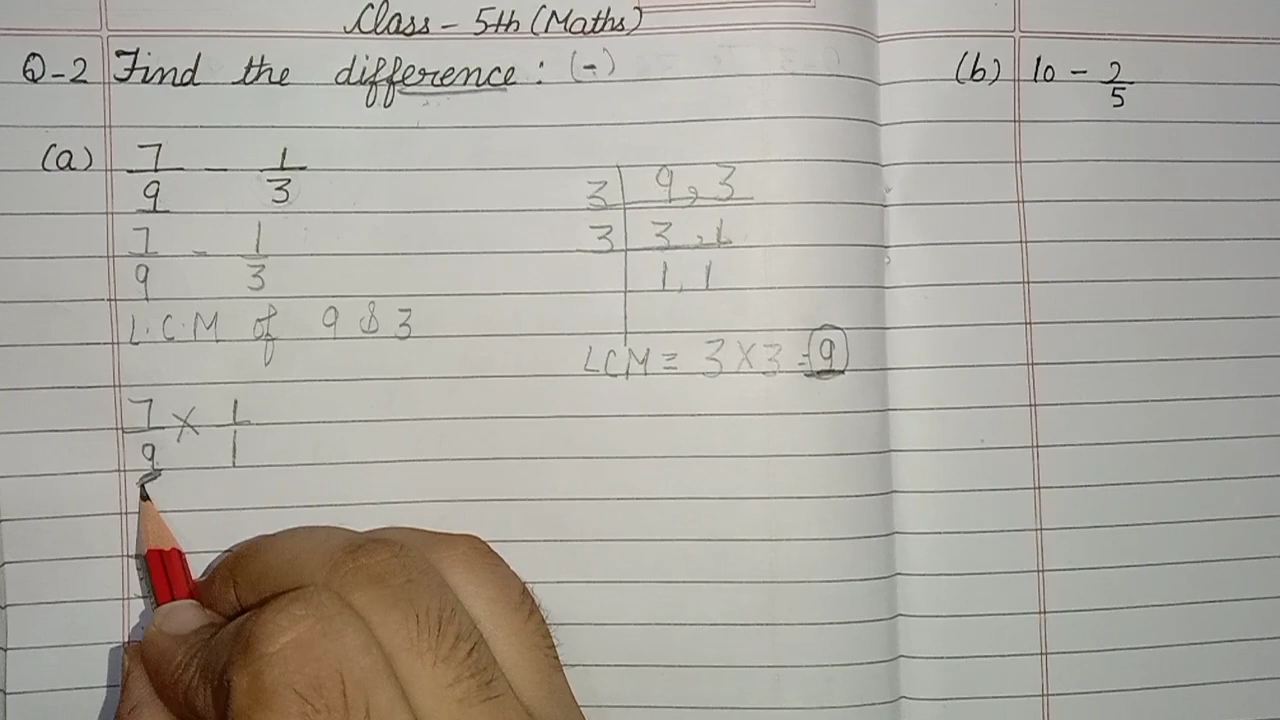 Class - 5th (Maths)
Q-2 Find the difference: (-)
(a) 7/9 - 1/3
7/9 - 1/3
L.C.M of 9 & 3
7/9 × 1/1
3 | 9, 3
3 | 3, 1
1, 1
LCM = 3 × 3 = 9
(b) 10 - 2/5